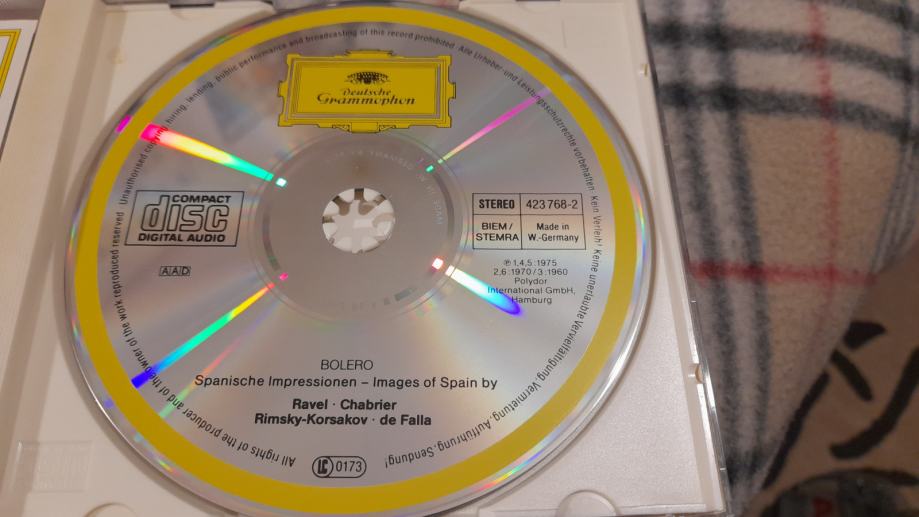 Deutsche
Grammophon
Unauthorised copying, hiring, lending, public performance and broadcasting of this record prohibited. Alle Urheber- und Leistungsschutzrechte vorbehalten. Kein Verleih! Keine unerlaubte Vervielfältigung, Vermietung, Aufführung, Sendung!
All rights of the producer and of the owner of the work reproduced reserved.
COMPACT
disc
DIGITAL AUDIO
AAD
STEREO 423 768-2
BIEM/ Made in
STEMRA W.-Germany
℗ 1,4,5:1975
2,6:1970/3:1960
Polydor
International GmbH,
Hamburg
BOLERO
Spanische Impressionen – Images of Spain by
Ravel · Chabrier
Rimsky-Korsakov · de Falla
LC 0173